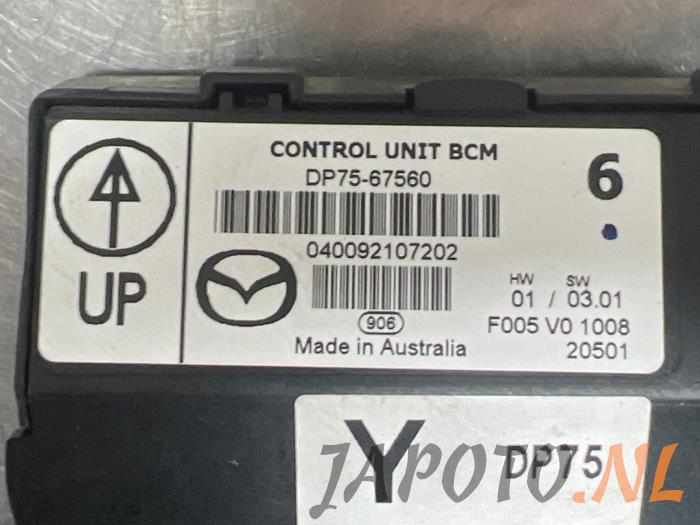 UP
CONTROL UNIT BCM
DP75-67560
6
040092107202
HW SW
01 / 03.01
906
F005 V0 1008
Made in Australia
20501
Y DP75
JAPOTO.NL